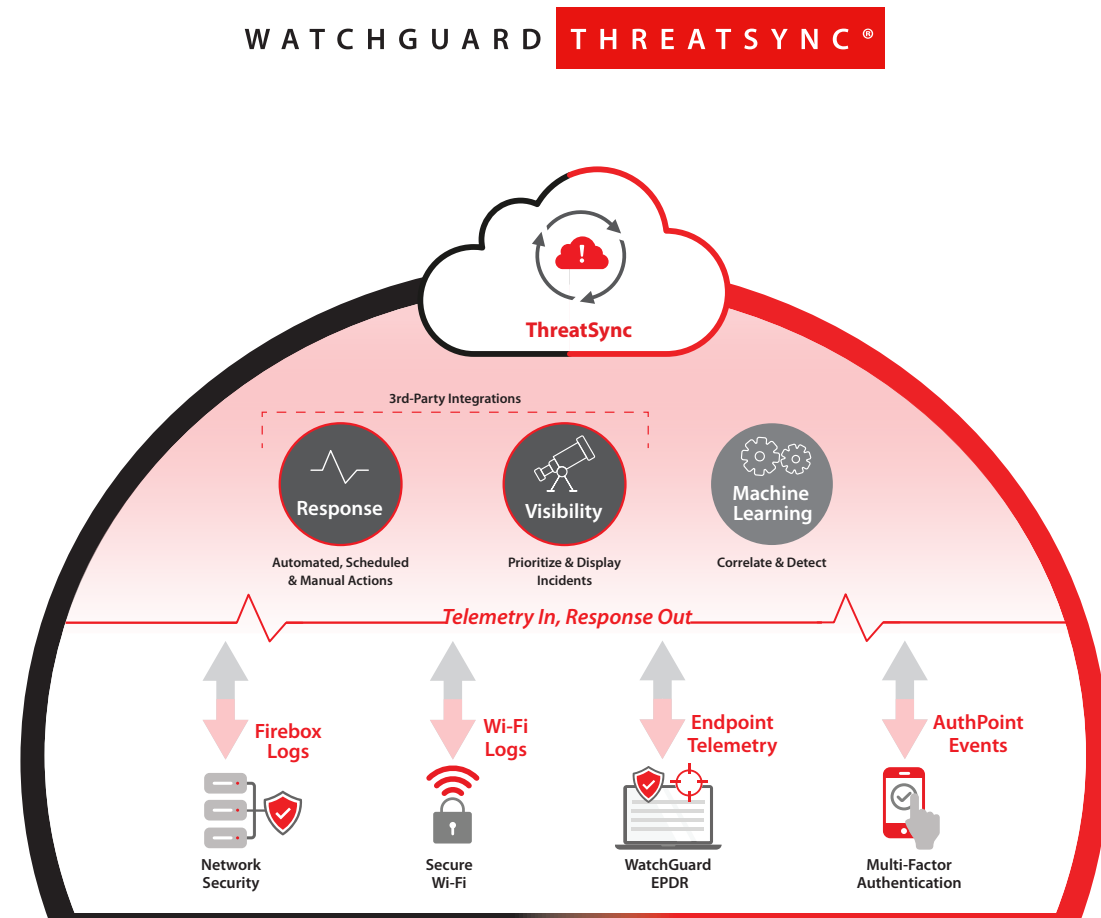 WATCHGUARD THREATSYNC®
ThreatSync
3rd-Party Integrations
Response
Automated, Scheduled
& Manual Actions
Visibility
Prioritize & Display
Incidents
Machine
Learning
Correlate & Detect
Telemetry In, Response Out
Firebox
Logs
Network
Security
Wi-Fi
Logs
Secure
Wi-Fi
Endpoint
Telemetry
WatchGuard
EPDR
AuthPoint
Events
Multi-Factor
Authentication